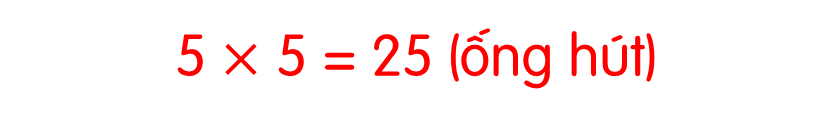 5 × 5 = 25 (ống hút)